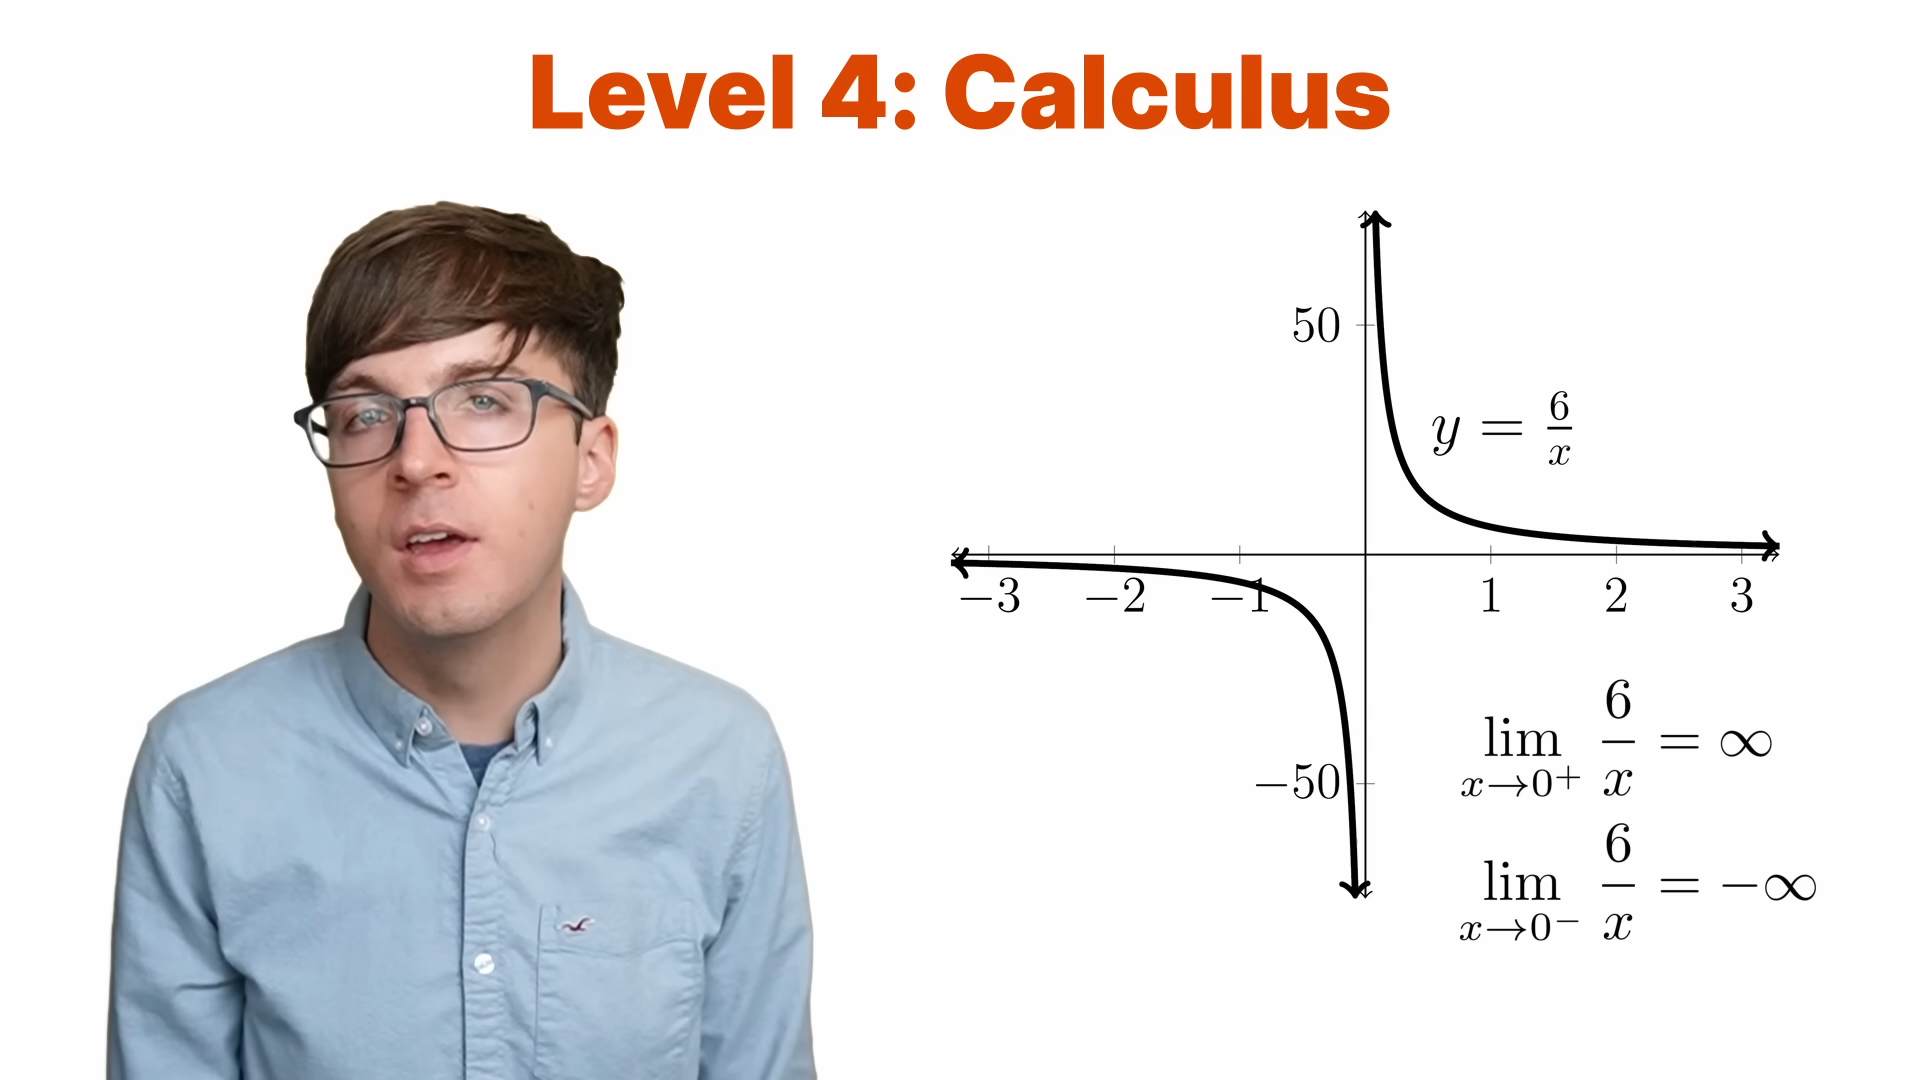 Level 4: Calculus
50
y = 6/x
−3 −2 −1 1 2 3
−50
lim x→0⁺ 6/x = ∞
lim x→0⁻ 6/x = −∞